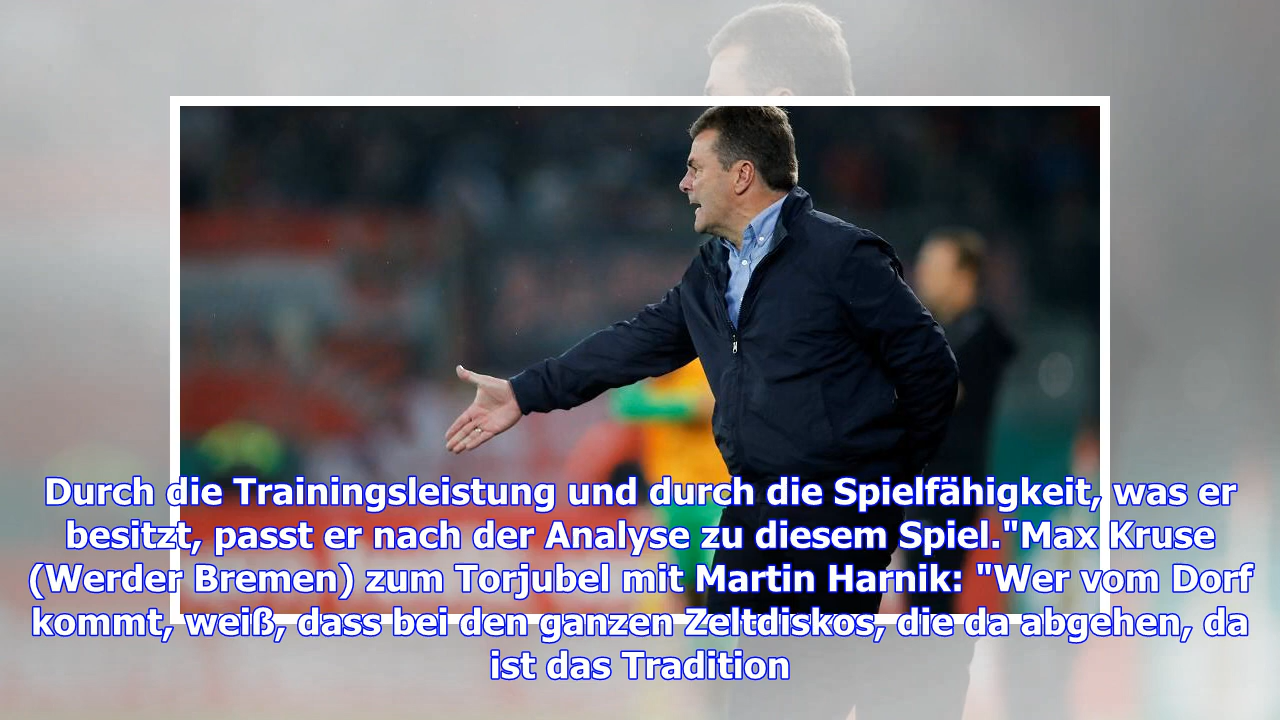 Durch die Trainingsleistung und durch die Spielfähigkeit, was er
besitzt, passt er nach der Analyse zu diesem Spiel."Max Kruse
(Werder Bremen) zum Torjubel mit Martin Harnik: "Wer vom Dorf
kommt, weiß, dass bei den ganzen Zeltdiskos, die da abgehen, da
ist das Tradition